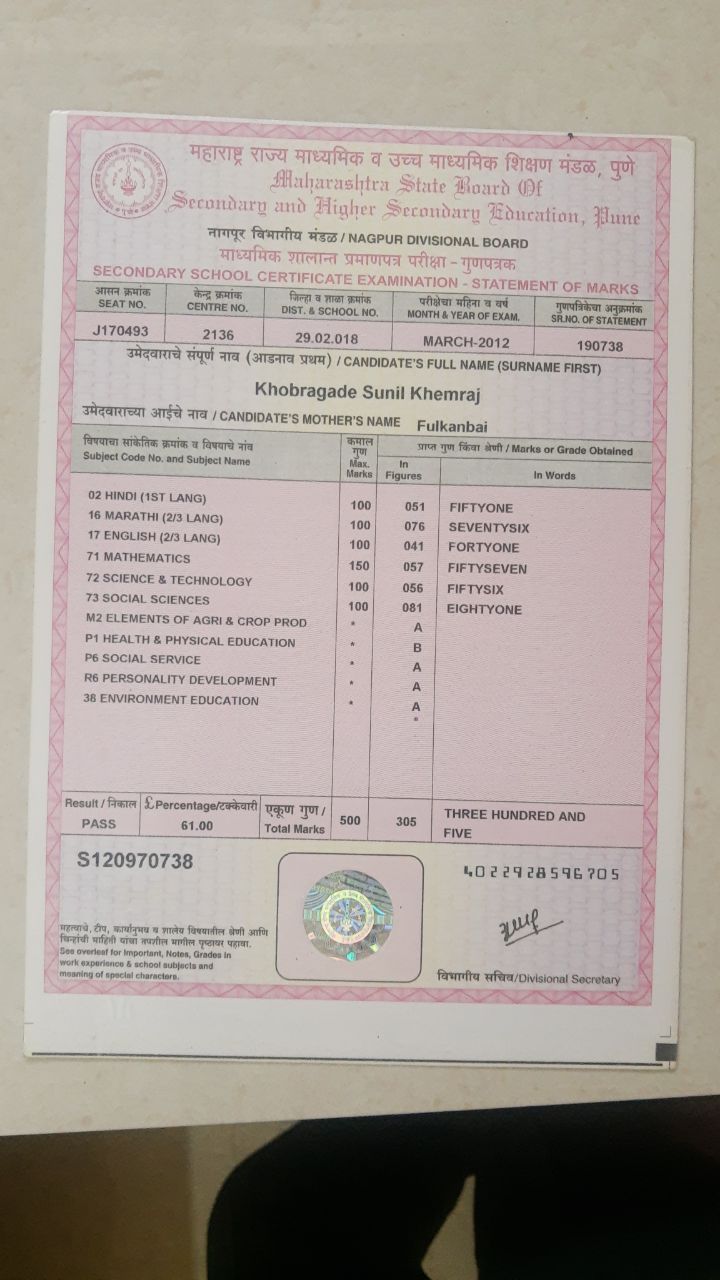 महाराष्ट्र राज्य माध्यमिक व उच्च माध्यमिक शिक्षण मंडळ, पुणे
Maharashtra State Board Of
Secondary and Higher Secondary Education, Pune
नागपूर विभागीय मंडळ / NAGPUR DIVISIONAL BOARD
माध्यमिक शालान्त प्रमाणपत्र परीक्षा - गुणपत्रक
SECONDARY SCHOOL CERTIFICATE EXAMINATION - STATEMENT OF MARKS
आसन क्रमांक केन्द्र क्रमांक जिल्हा व शाळा क्रमांक परीक्षेचा महिना व वर्ष गुणपत्रिकेचा अनुक्रमांक
SEAT NO. CENTRE NO. DIST. & SCHOOL NO. MONTH & YEAR OF EXAM. SR.NO. OF STATEMENT
J170493 2136 29.02.018 MARCH-2012 190738
उमेदवाराचे संपूर्ण नाव (आडनाव प्रथम) / CANDIDATE'S FULL NAME (SURNAME FIRST)
Khobragade Sunil Khemraj
उमेदवाराच्या आईचे नाव / CANDIDATE'S MOTHER'S NAME Fulkanbai
विषयाचा सांकेतिक क्रमांक व विषयाचे नांव
Subject Code No. and Subject Name
कमाल
गुण
Max.
Marks
प्राप्त गुण किंवा श्रेणी / Marks or Grade Obtained
In
Figures
In Words
02 HINDI (1ST LANG) 100 051 FIFTYONE
16 MARATHI (2/3 LANG) 100 076 SEVENTYSIX
17 ENGLISH (2/3 LANG) 100 041 FORTYONE
71 MATHEMATICS 150 057 FIFTYSEVEN
72 SCIENCE & TECHNOLOGY 100 056 FIFTYSIX
73 SOCIAL SCIENCES 100 081 EIGHTYONE
M2 ELEMENTS OF AGRI & CROP PROD * A
P1 HEALTH & PHYSICAL EDUCATION * B
P6 SOCIAL SERVICE * A
R6 PERSONALITY DEVELOPMENT * A
38 ENVIRONMENT EDUCATION * A
*
Result / निकाल £Percentage/टक्केवारी एकूण गुण /
PASS 61.00 Total Marks 500 305 THREE HUNDRED AND
FIVE
S120970738
4022928596705
महत्वाचे, टीप, कार्यानुभव व शालेय विषयातील श्रेणी आणि
चिन्हांची माहिती यांचा तपशील मागील पृष्ठावर पहावा.
See overleaf for Important, Notes, Grades in
work experience & school subjects and
meaning of special characters.
विभागीय सचिव/Divisional Secretary